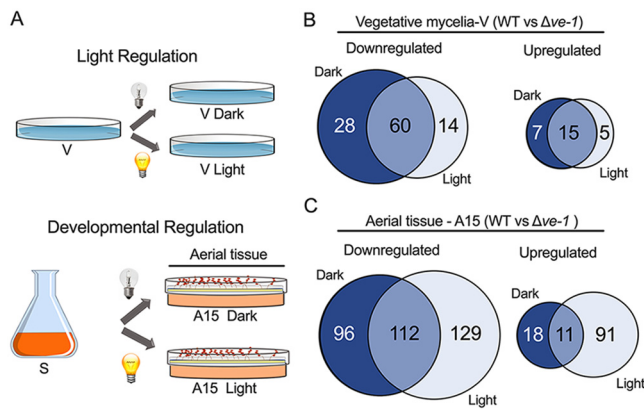 A
Light Regulation
V
V Dark
V Light
Developmental Regulation
Aerial tissue
S
A15 Dark
A15 Light
B
Vegetative mycelia-V (WT vs Δve-1)
Downregulated
Upregulated
Dark
28
60
14
Light
Dark
7
15
5
Light
C
Aerial tissue - A15 (WT vs Δve-1 )
Downregulated
Upregulated
Dark
96
112
129
Light
Dark
18
11
91
Light